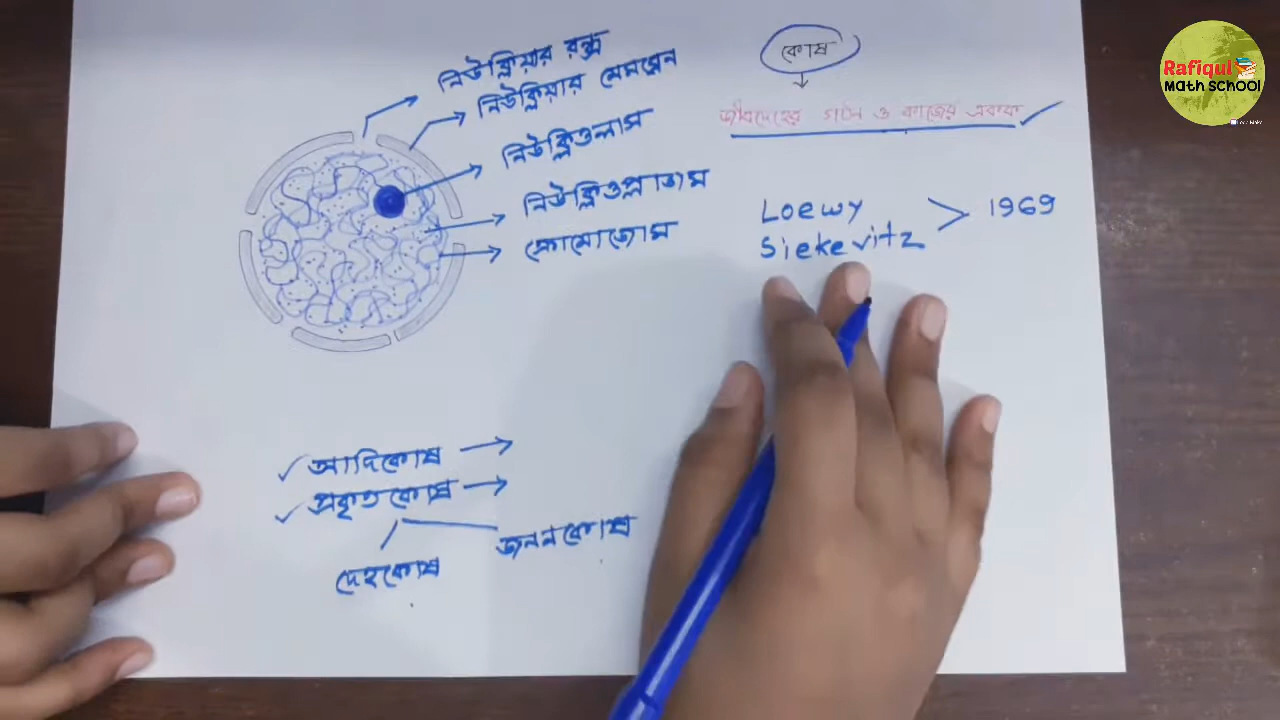 নিউক্লিয়ার রন্ধ্র
নিউক্লিয়ার মেমব্রেন
নিউক্লিওলাস
নিউক্লিওপ্লাজম
ক্রোমোজোম
কোষ
জীবদেহের গঠন ও কাজের একক
Loewy
Siekevitz
1969
আদিকোষ
প্রকৃতকোষ
দেহকোষ
জননকোষ
Rafiqul
Math School